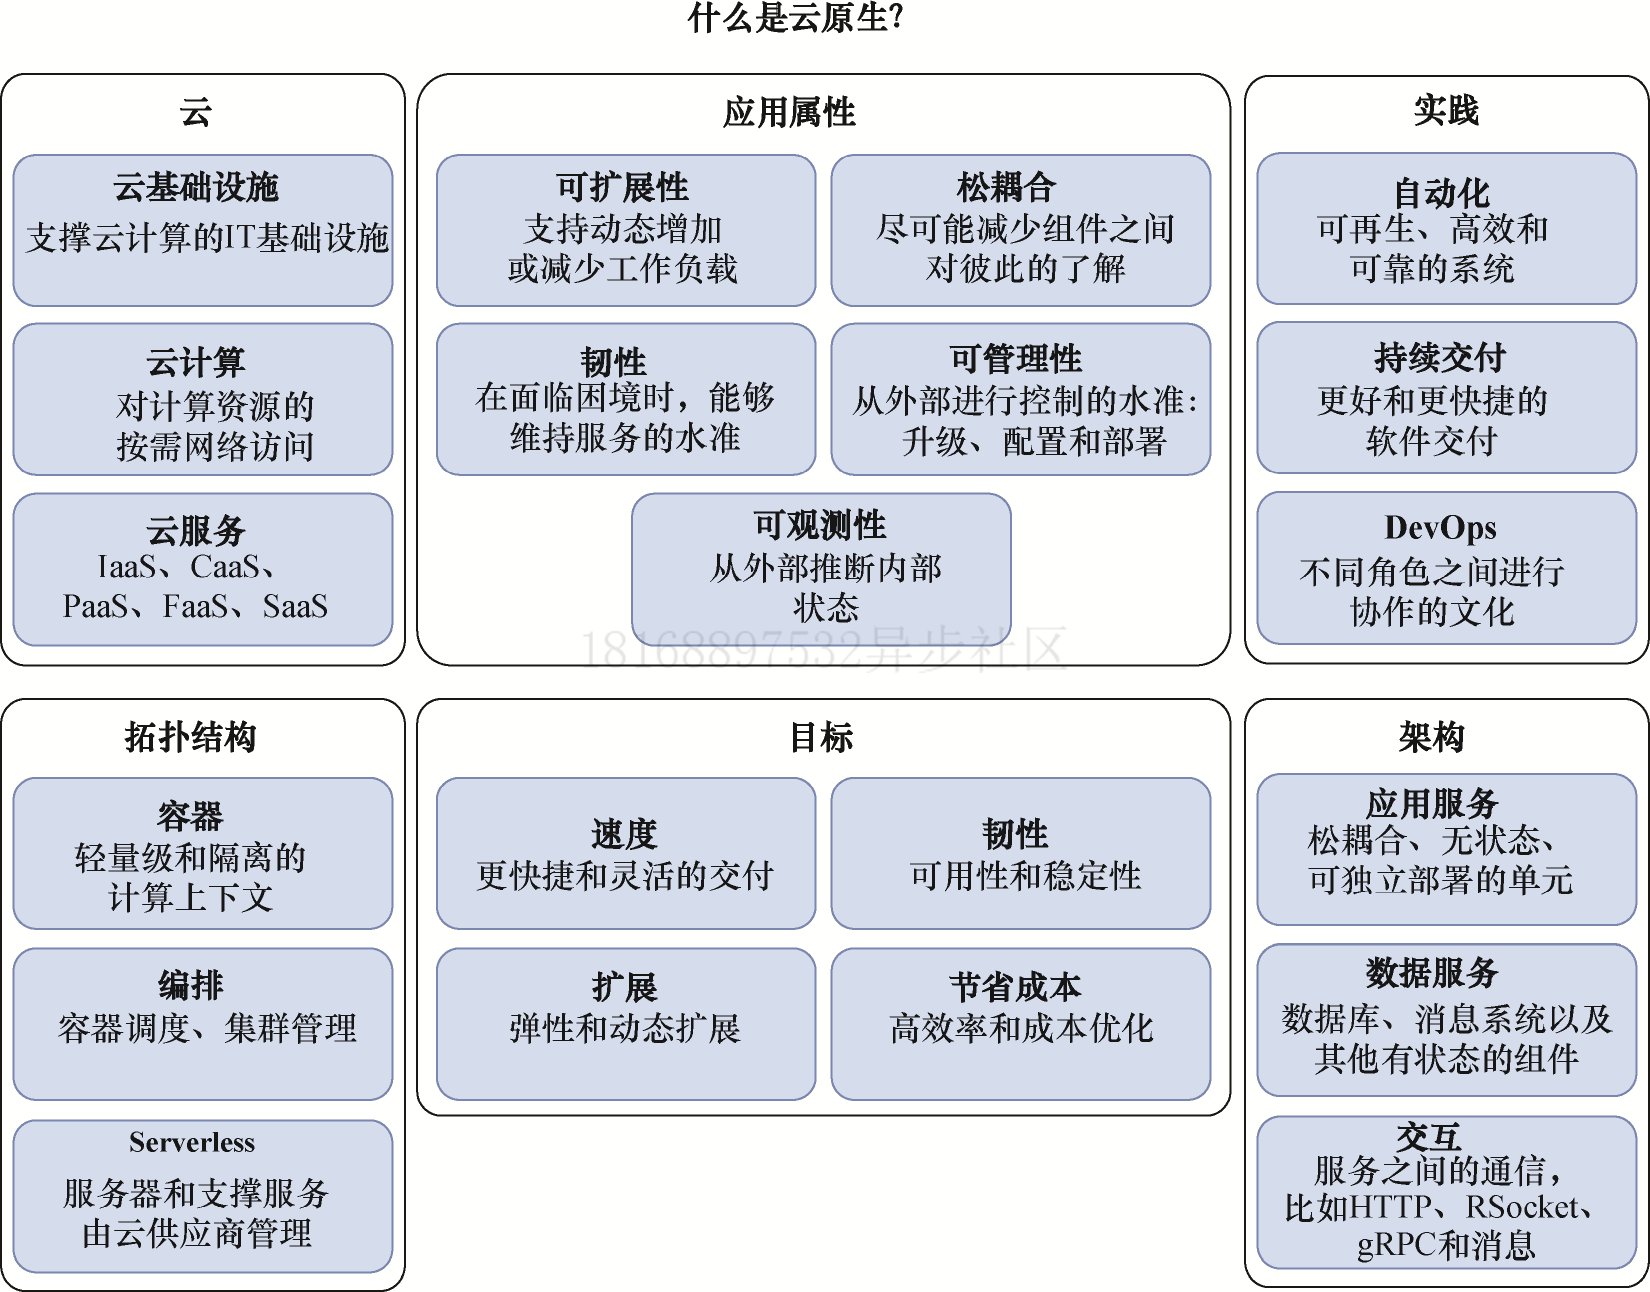 什么是云原生?
云
云基础设施
支撑云计算的IT基础设施
云计算
对计算资源的
按需网络访问
云服务
IaaS、CaaS、
PaaS、FaaS、SaaS
应用属性
可扩展性
支持动态增加
或减少工作负载
松耦合
尽可能减少组件之间
对彼此的了解
韧性
在面临困境时，能够
维持服务的水准
可管理性
从外部进行控制的水准：
升级、配置和部署
可观测性
从外部推断内部
状态
实践
自动化
可再生、高效和
可靠的系统
持续交付
更好和更快捷的
软件交付
DevOps
不同角色之间进行
协作的文化
18168897532异步社区
拓扑结构
容器
轻量级和隔离的
计算上下文
编排
容器调度、集群管理
Serverless
服务器和支撑服务
由云供应商管理
目标
速度
更快捷和灵活的交付
韧性
可用性和稳定性
扩展
弹性和动态扩展
节省成本
高效率和成本优化
架构
应用服务
松耦合、无状态、
可独立部署的单元
数据服务
数据库、消息系统以及
其他有状态的组件
交互
服务之间的通信，
比如HTTP、RSocket、
gRPC和消息